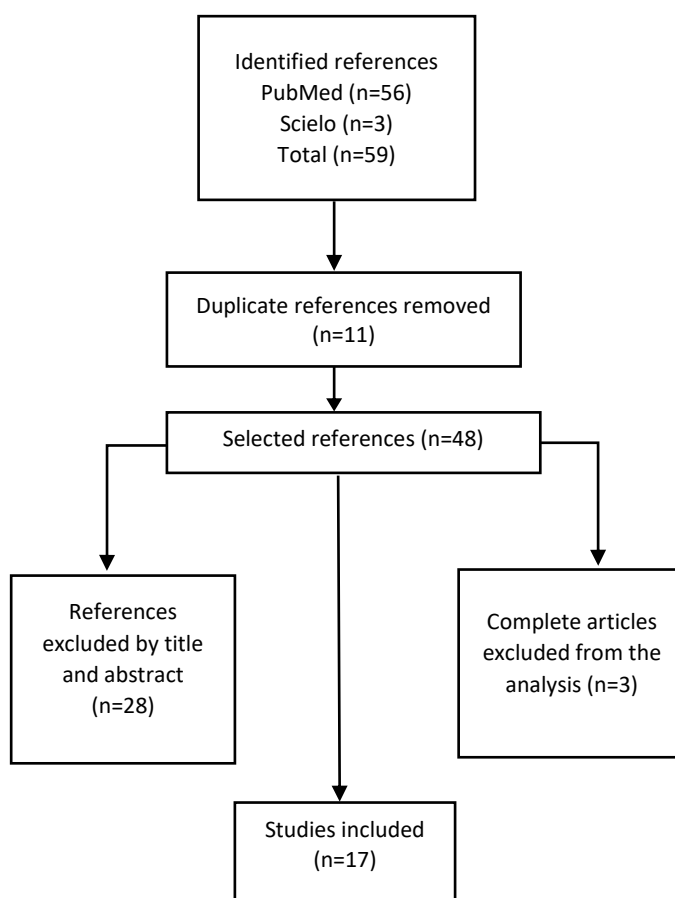 Identified references
PubMed (n=56)
Scielo (n=3)
Total (n=59)
Duplicate references removed
(n=11)
Selected references (n=48)
References
excluded by title
and abstract
(n=28)
Complete articles
excluded from the
analysis (n=3)
Studies included
(n=17)